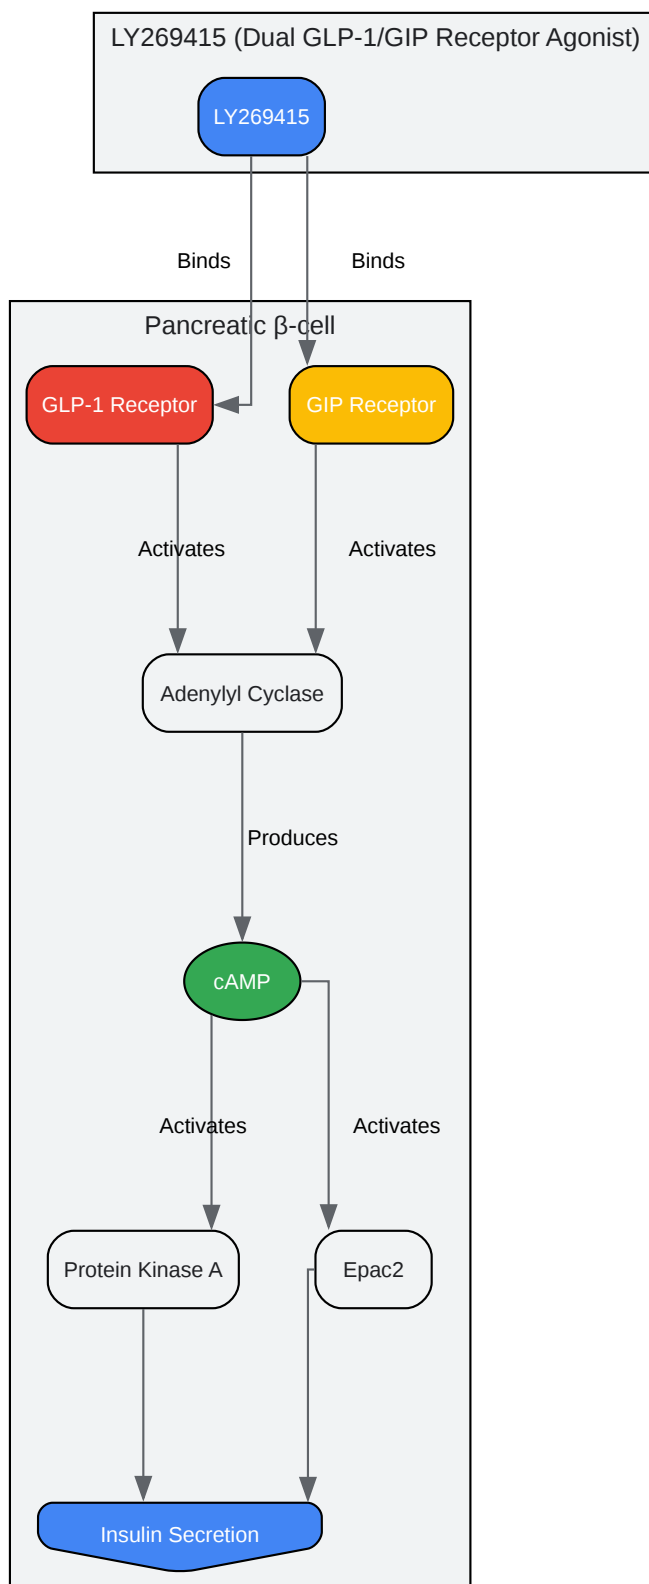 LY269415 (Dual GLP-1/GIP Receptor Agonist)
LY269415
Binds
Binds
Pancreatic β-cell
GLP-1 Receptor
GIP Receptor
Activates
Activates
Adenylyl Cyclase
Produces
cAMP
Activates
Activates
Protein Kinase A
Epac2
Insulin Secretion